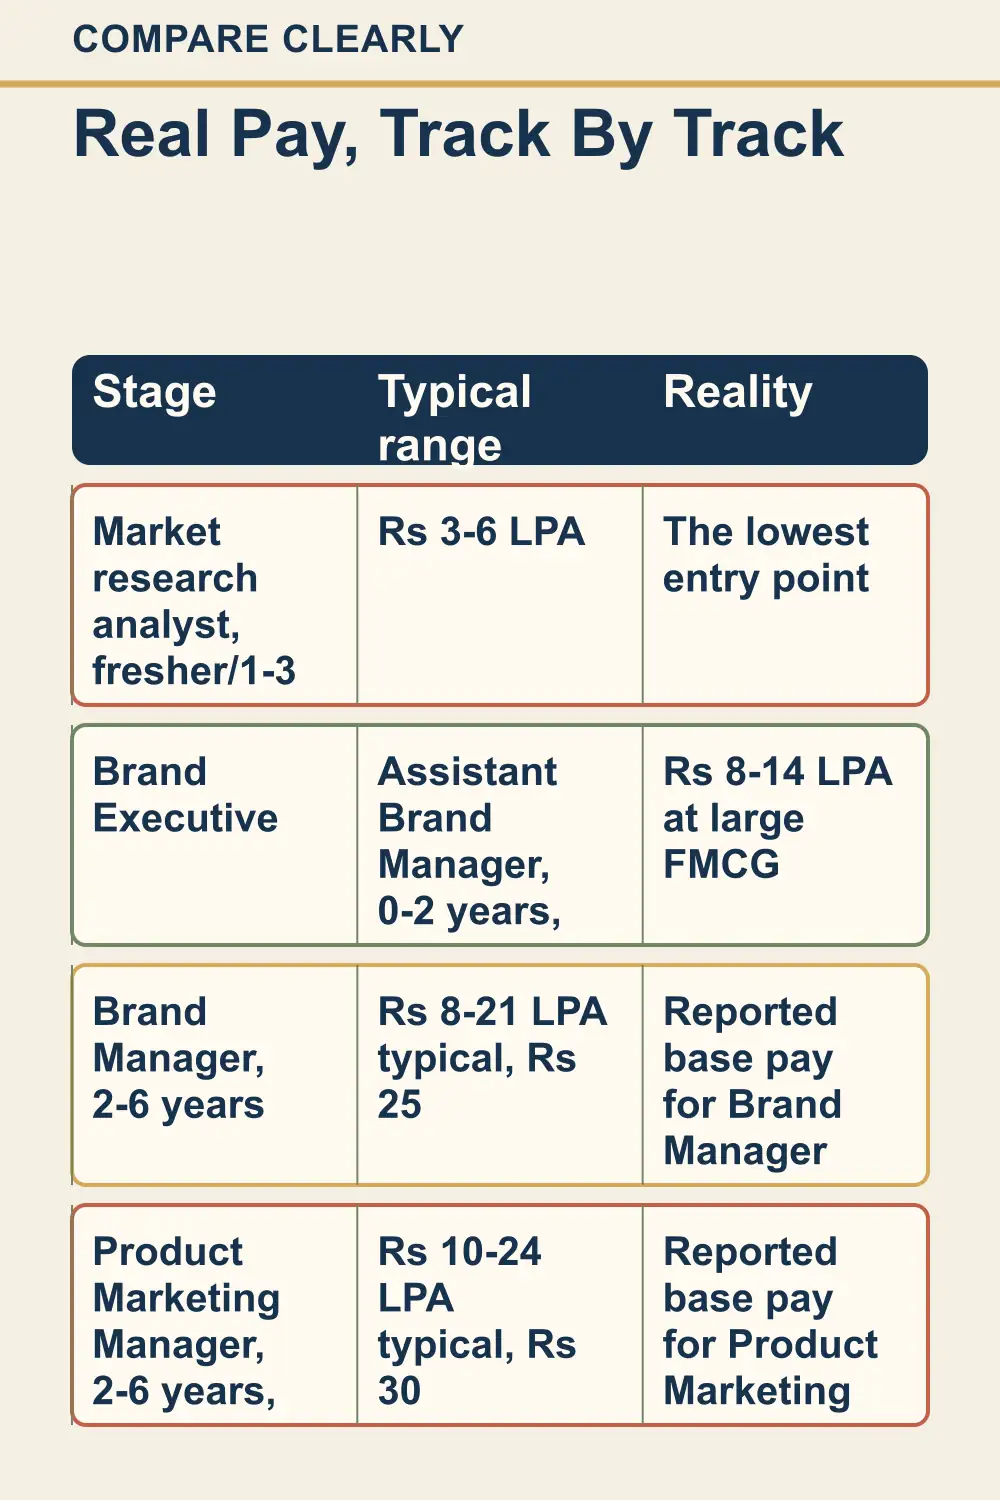 COMPARE CLEARLY
Real Pay, Track By Track
Stage
Typical
range
Reality
Market
research
analyst,
fresher/1-3
Rs 3-6 LPA
The lowest
entry point
Brand
Executive
Assistant
Brand
Manager,
0-2 years,
Rs 8-14 LPA
at large
FMCG
Brand
Manager,
2-6 years
Rs 8-21 LPA
typical, Rs
25
Reported
base pay
for Brand
Manager
Product
Marketing
Manager,
2-6 years,
Rs 10-24
LPA
typical, Rs
30
Reported
base pay
for Product
Marketing